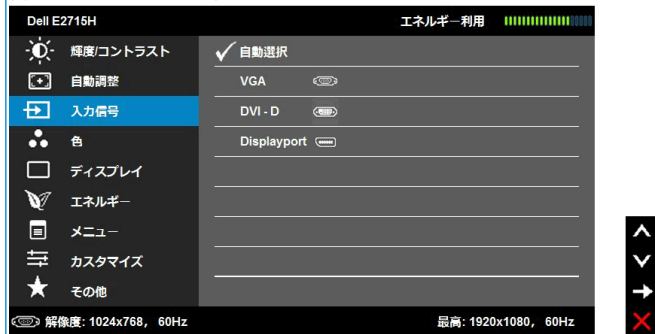 Dell E2715H エネルギー利用
輝度/コントラスト
自動選択
自動調整
VGA
入力信号
DVI - D
色
Displayport
ディスプレイ
エネルギー
メニュー
カスタマイズ
その他
解像度: 1024x768, 60Hz
最高: 1920x1080, 60Hz